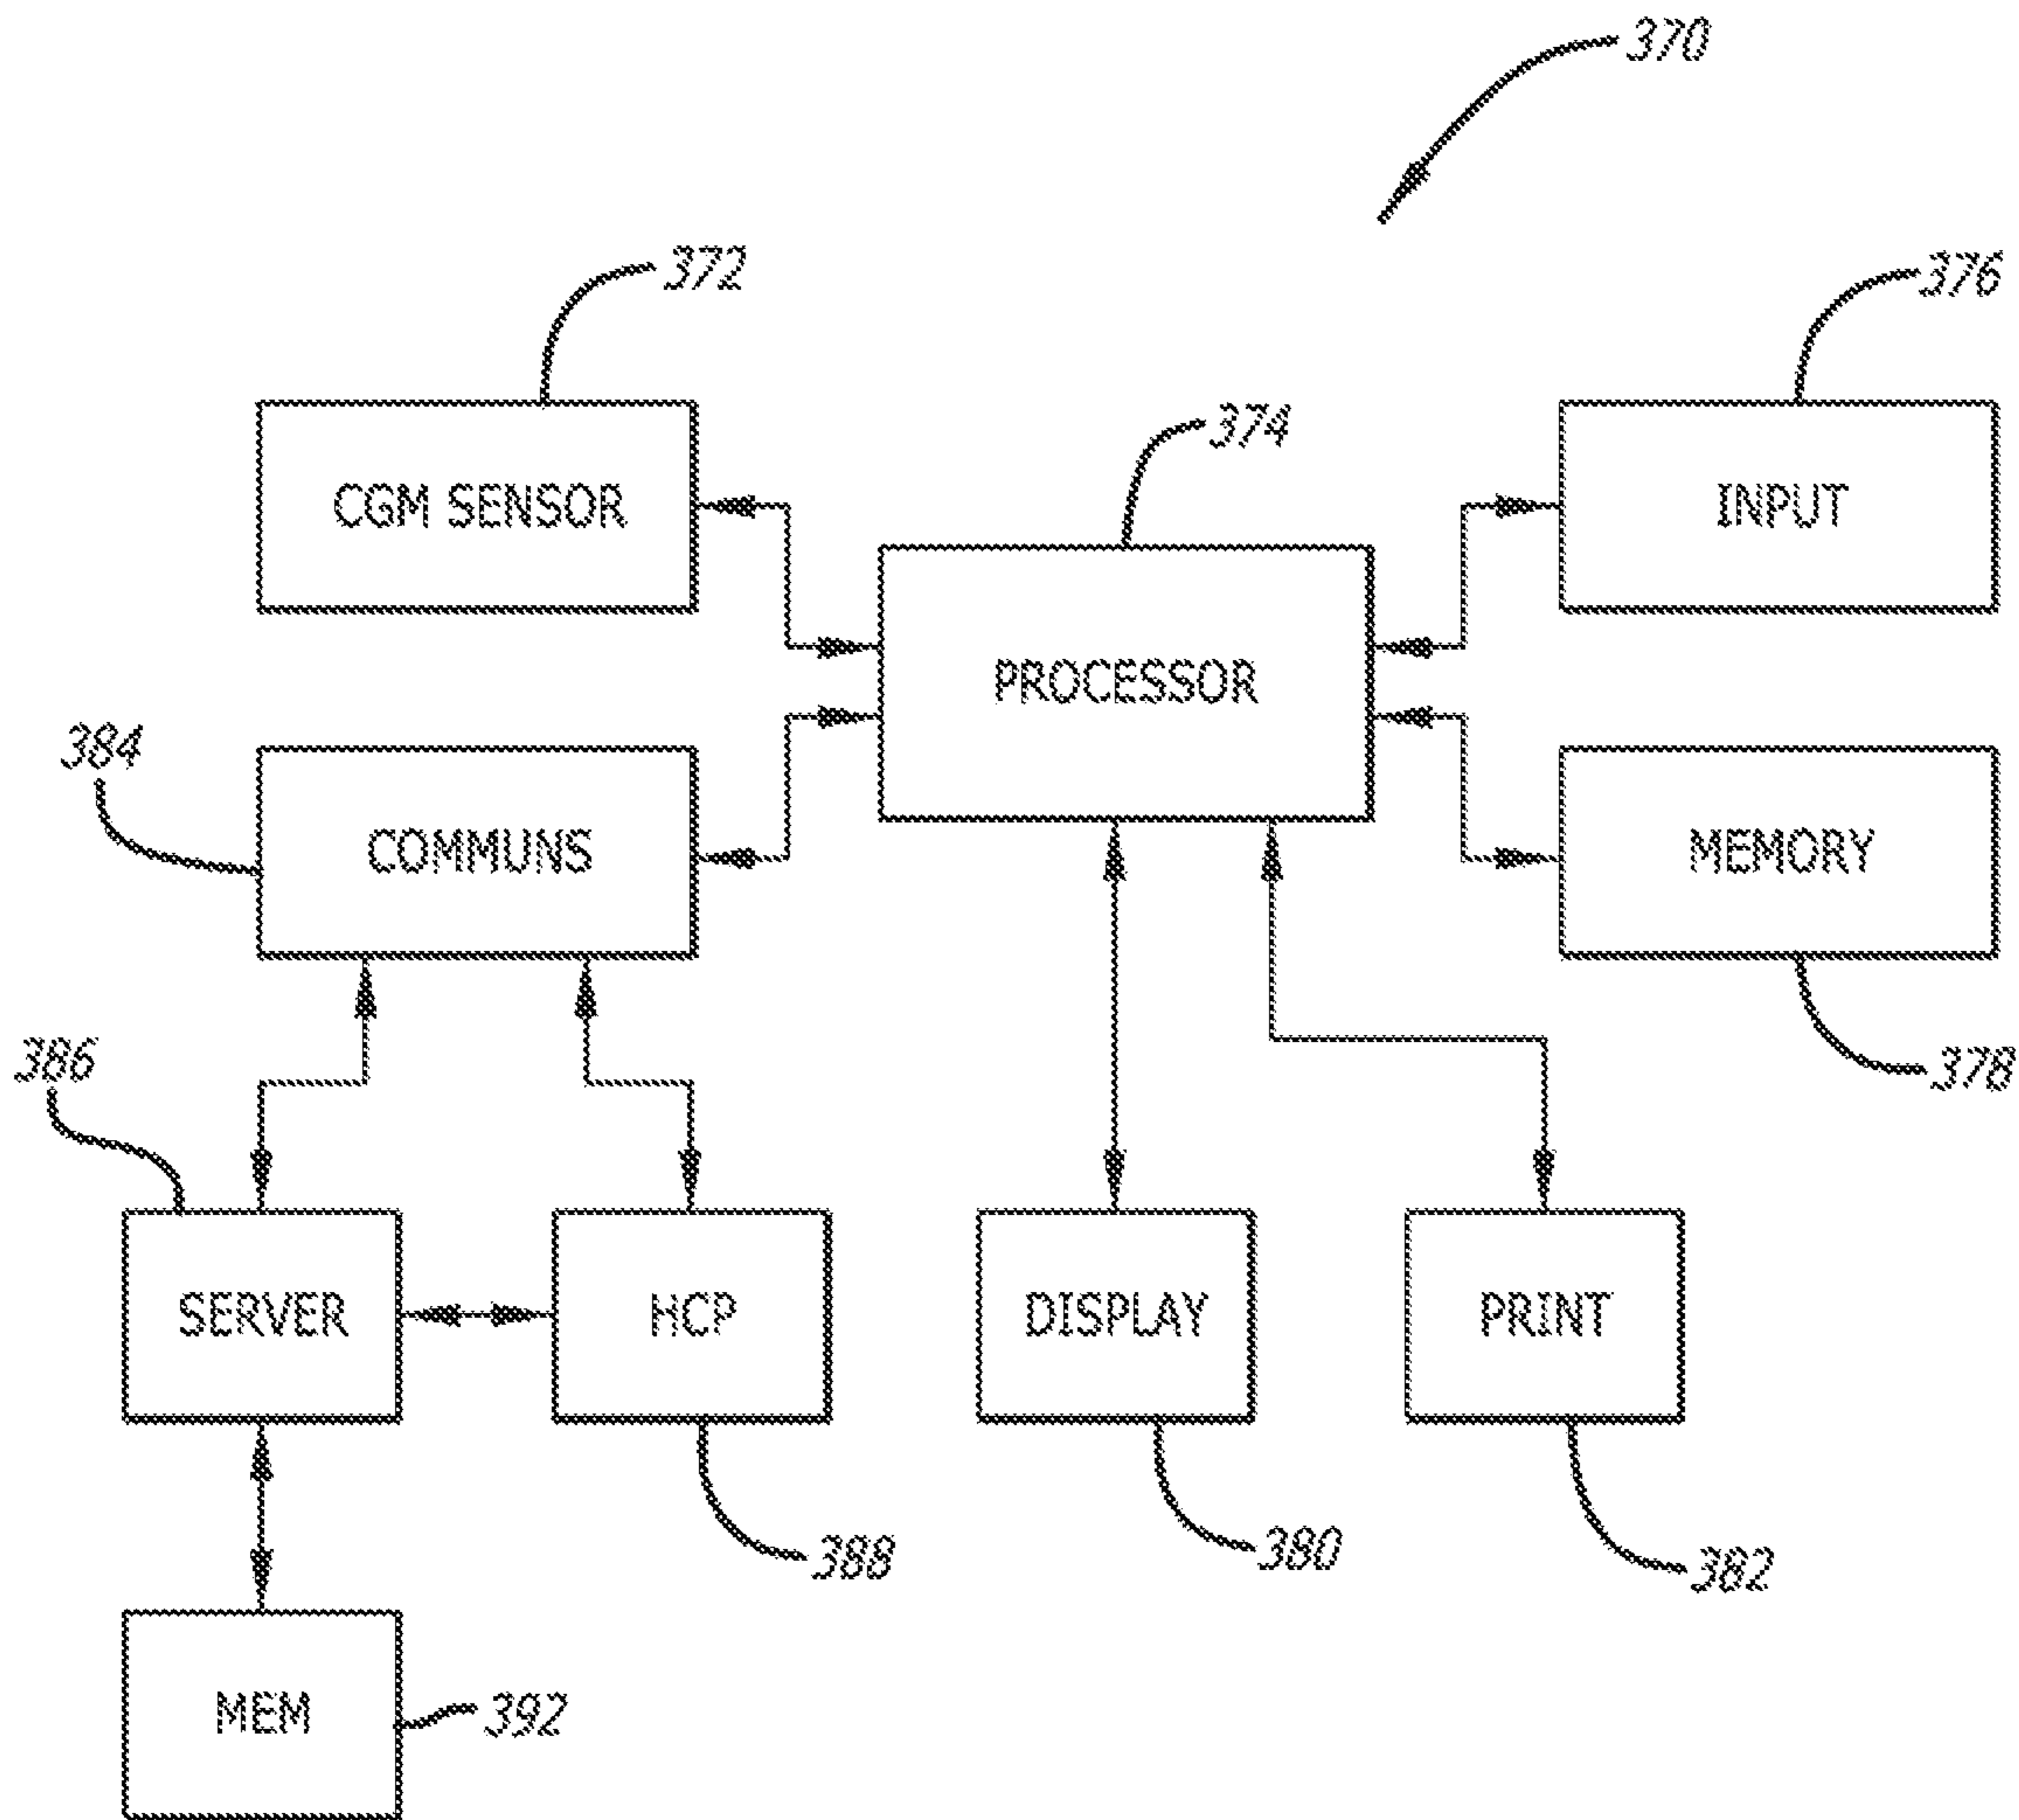 370
372
376
374
CGM SENSOR
INPUT
PROCESSOR
384
COMMUNS
MEMORY
386
378
SERVER
HCP
DISPLAY
PRINT
388
380
382
MEM
392